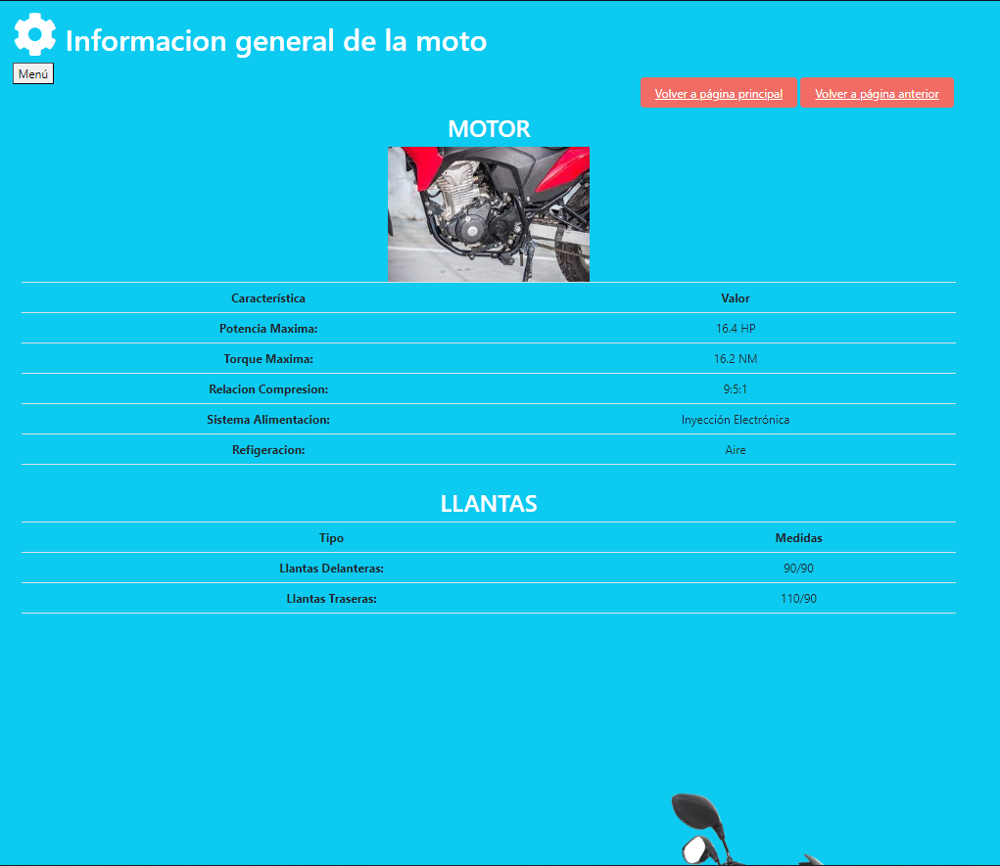 Informacion general de la moto
Menú
Volver a página principal Volver a página anterior
MOTOR
Característica Valor
Potencia Maxima: 16.4 HP
Torque Maxima: 16.2 NM
Relacion Compresion: 9:5:1
Sistema Alimentacion: Inyección Electrónica
Refigeracion: Aire
LLANTAS
Tipo Medidas
Llantas Delanteras: 90/90
Llantas Traseras: 110/90